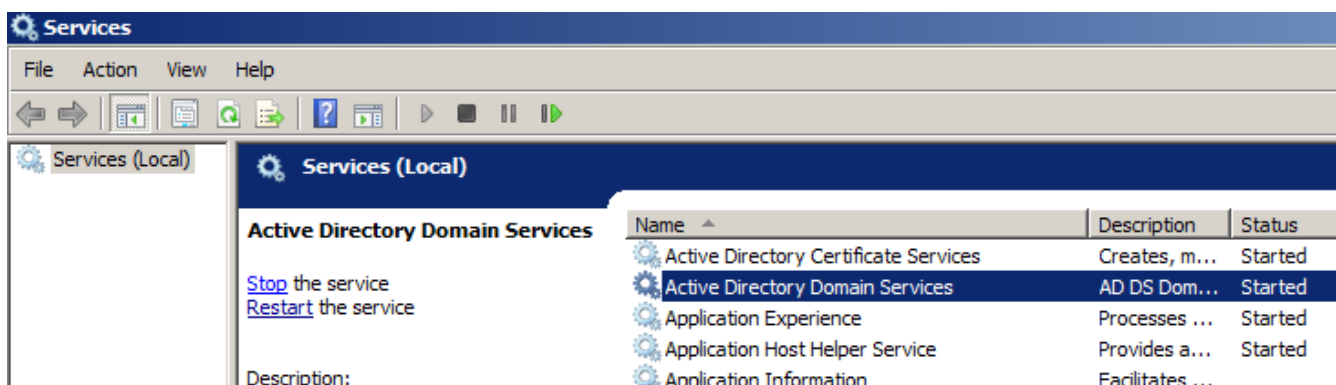 Services
File Action View Help
Services (Local)
Services (Local)
Active Directory Domain Services
Stop the service
Restart the service
Description:
Name Description Status
Active Directory Certificate Services Creates, m... Started
Active Directory Domain Services AD DS Dom... Started
Application Experience Processes ... Started
Application Host Helper Service Provides a... Started
Application Information Facilitates ...